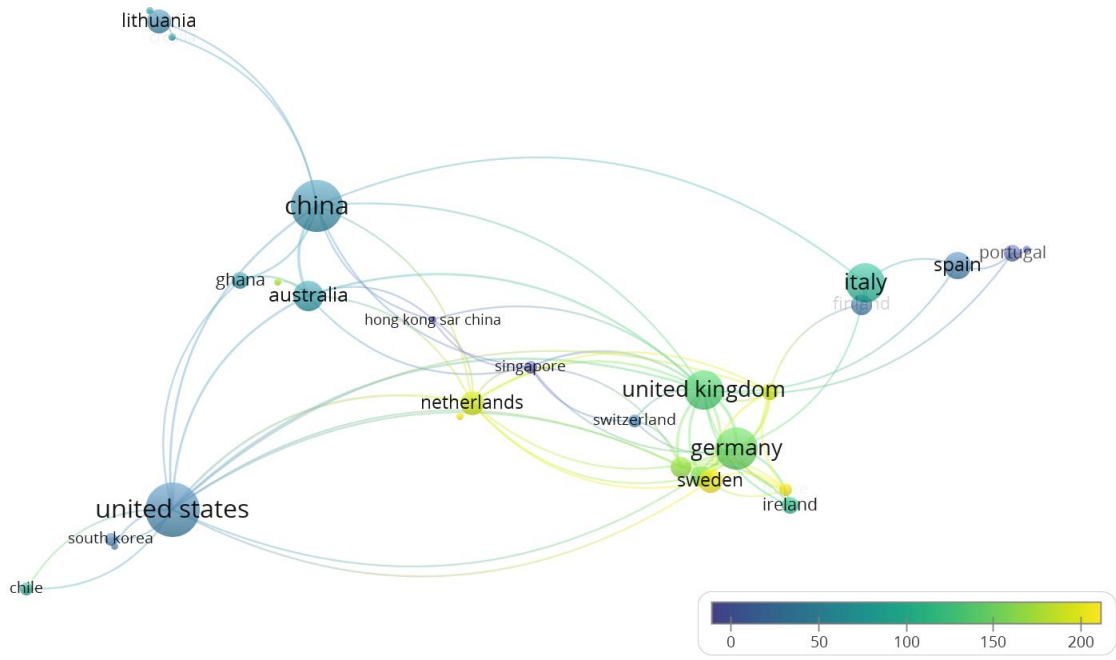 lithuania
china
ghana
australia
hong kong sar china
singapore
netherlands
united kingdom
switzerland
germany
sweden
ireland
italy
finland
spain
portugal
united states
south korea
chile
0 50 100 150 200